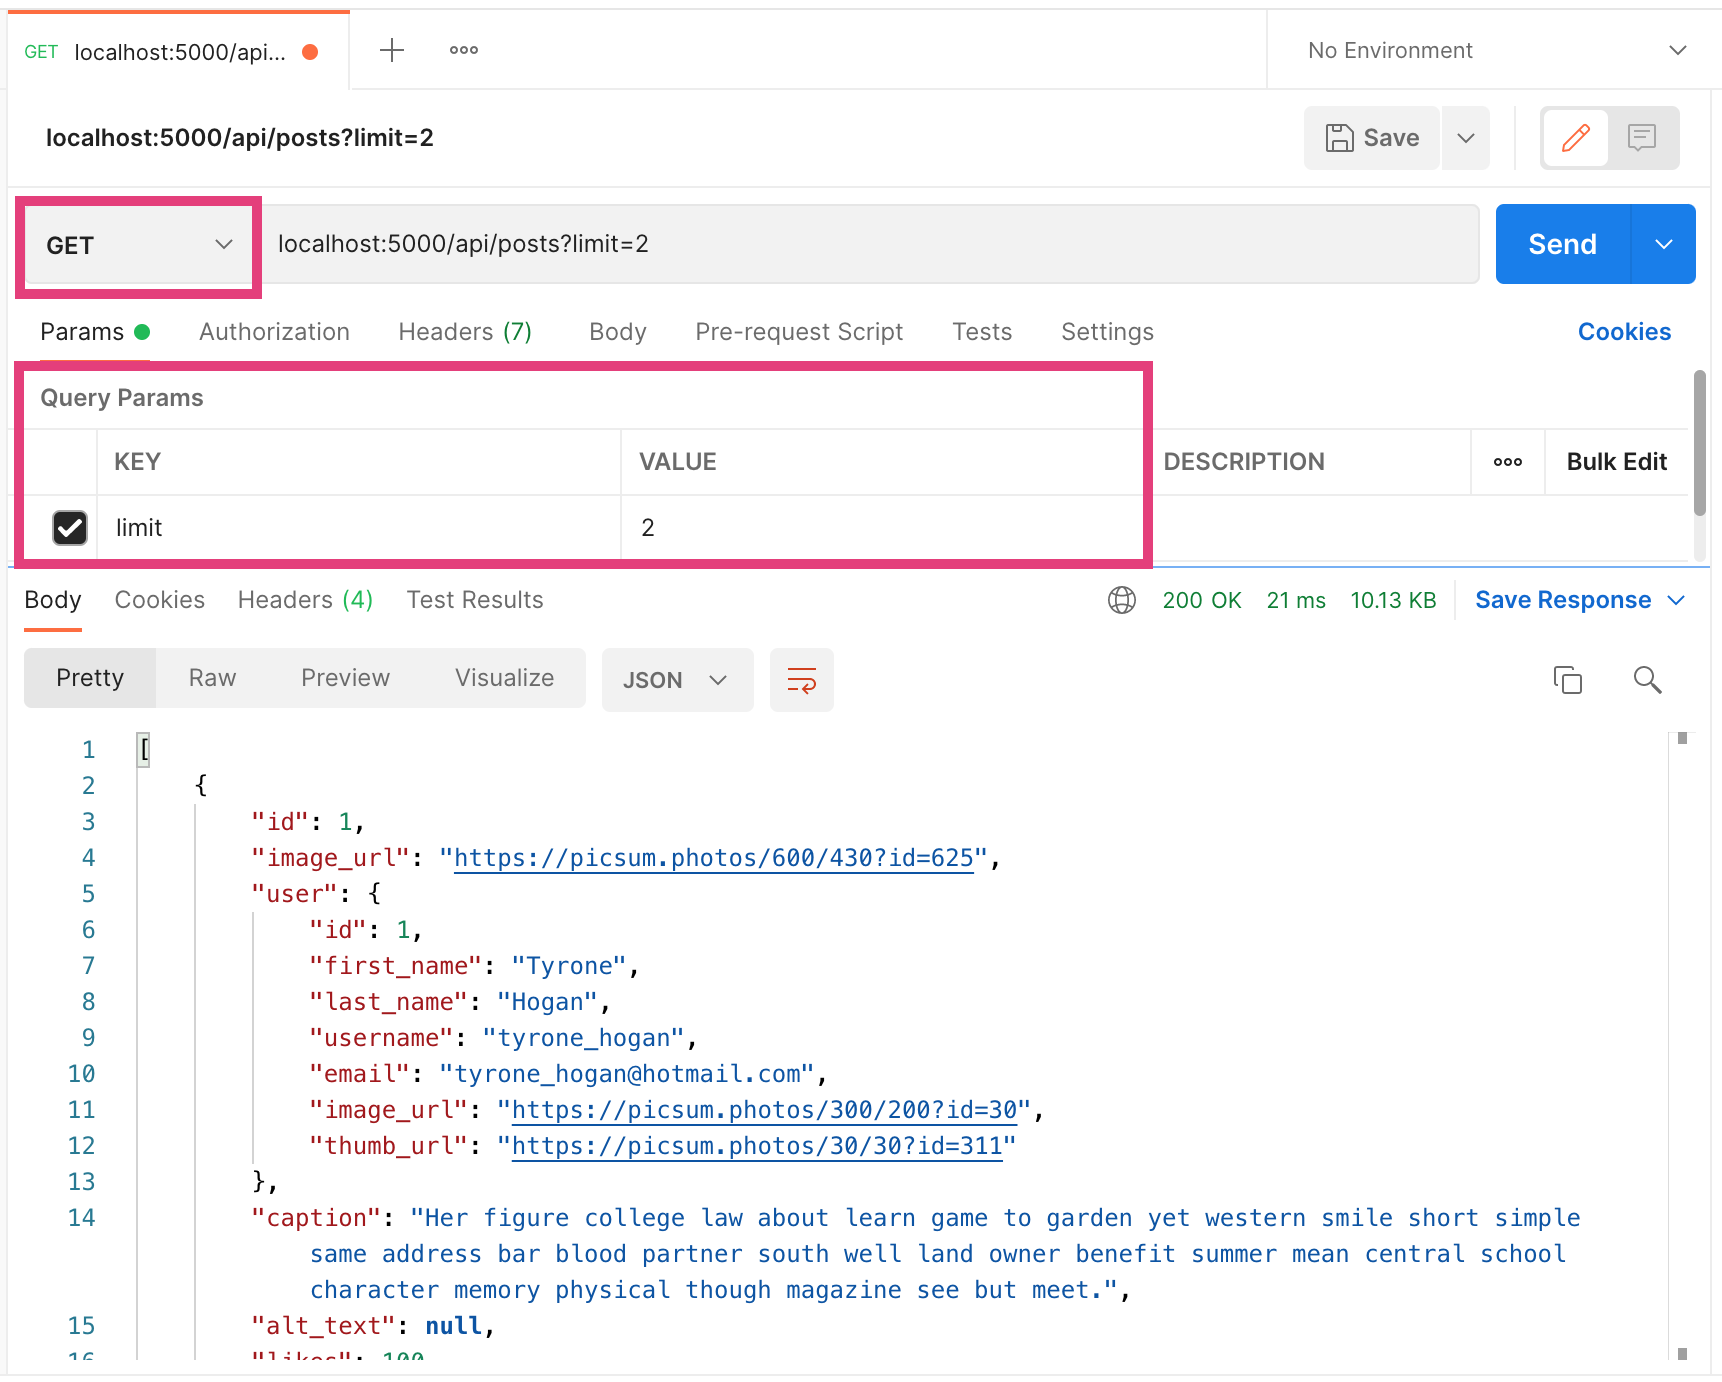 GET localhost:5000/api... No Environment
localhost:5000/api/posts?limit=2 Save
GET localhost:5000/api/posts?limit=2 Send
Params Authorization Headers (7) Body Pre-request Script Tests Settings Cookies
Query Params
KEY VALUE DESCRIPTION Bulk Edit
limit 2
Body Cookies Headers (4) Test Results 200 OK 21 ms 10.13 KB Save Response
Pretty Raw Preview Visualize JSON
1 [
2 {
3 "id": 1,
4 "image_url": "https://picsum.photos/600/430?id=625",
5 "user": {
6 "id": 1,
7 "first_name": "Tyrone",
8 "last_name": "Hogan",
9 "username": "tyrone_hogan",
10 "email": "tyrone_hogan@hotmail.com",
11 "image_url": "https://picsum.photos/300/200?id=30",
12 "thumb_url": "https://picsum.photos/30/30?id=311"
13 },
14 "caption": "Her figure college law about learn game to garden yet western smile short simple
same address bar blood partner south well land owner benefit summer mean central school
character memory physical though magazine see but meet.",
15 "alt_text": null,
16 "likes": 100